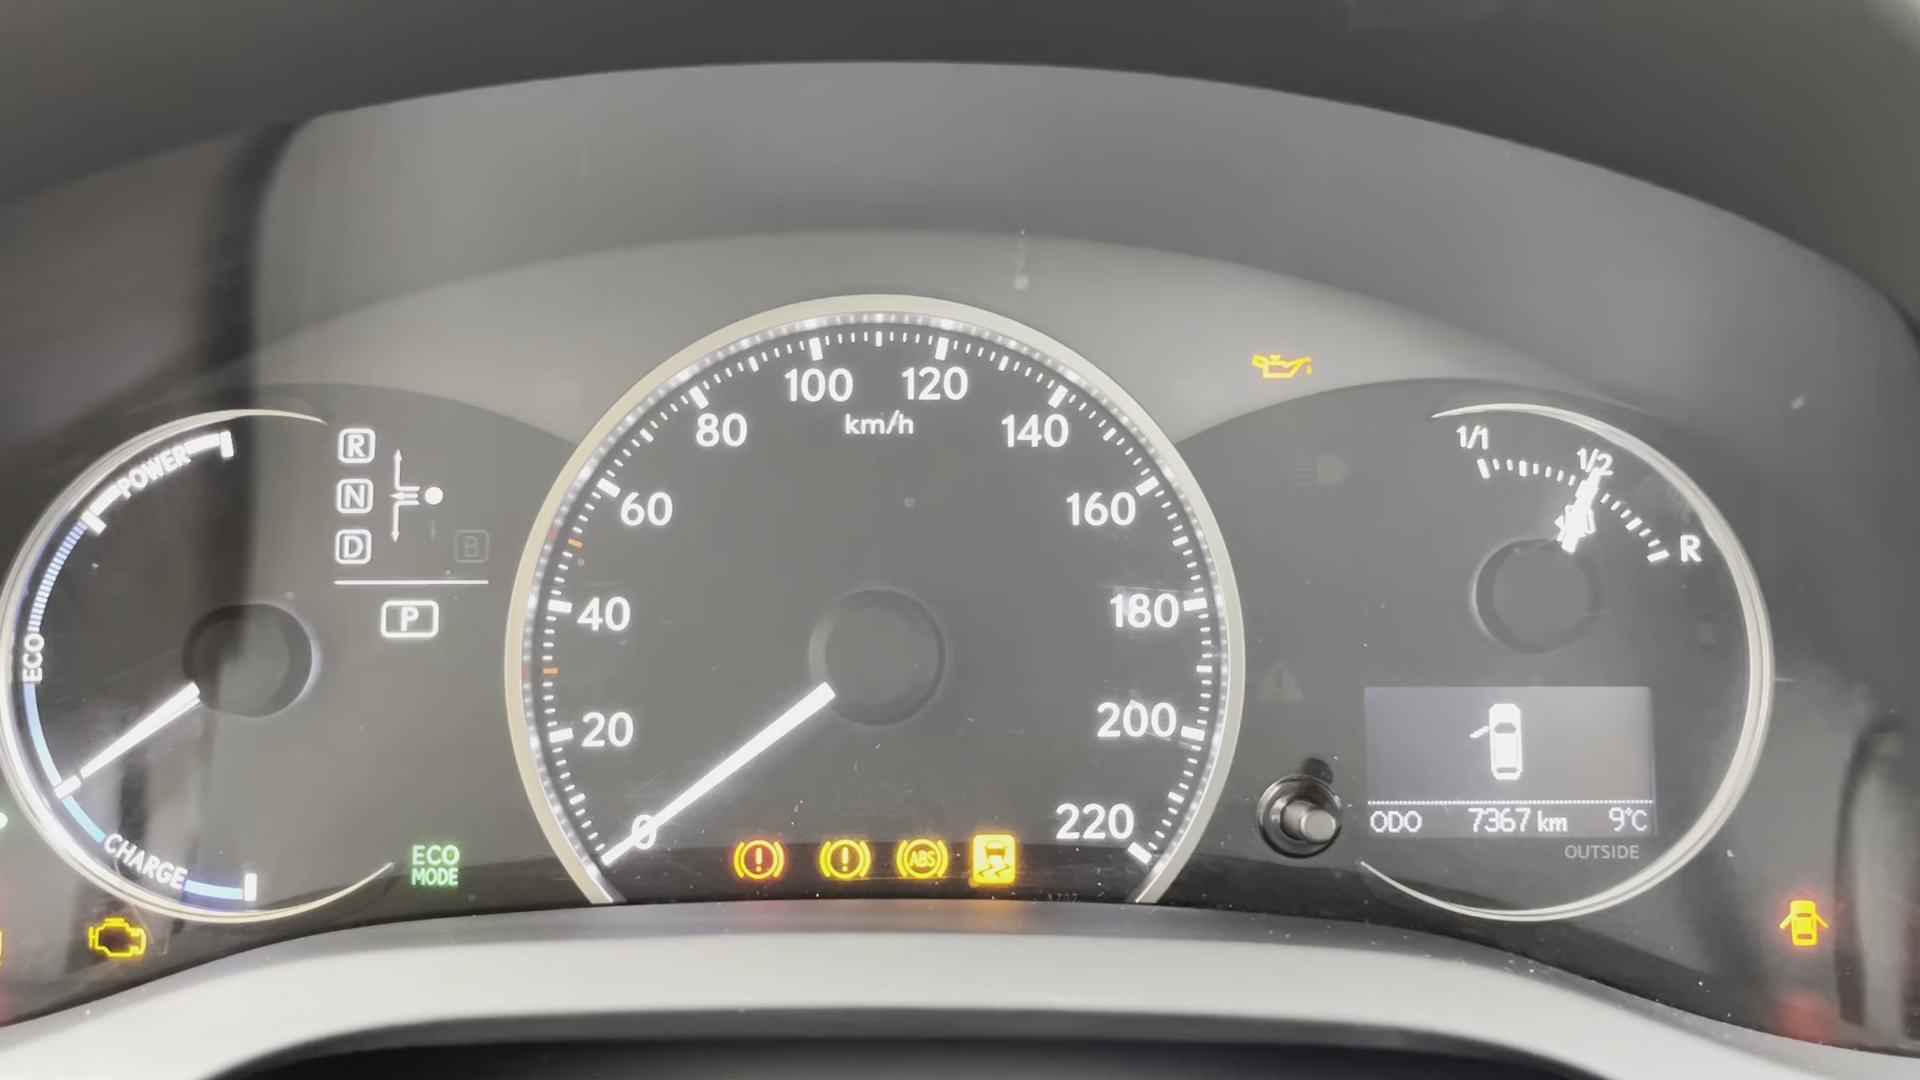 POWER
ECO
CHARGE
R
N
D
B
P
ECO
MODE
0
20
40
60
80
100
120
140
160
180
200
220
km/h
ABS
1/1
1/2
R
ODO 7367 km 9°C
OUTSIDE